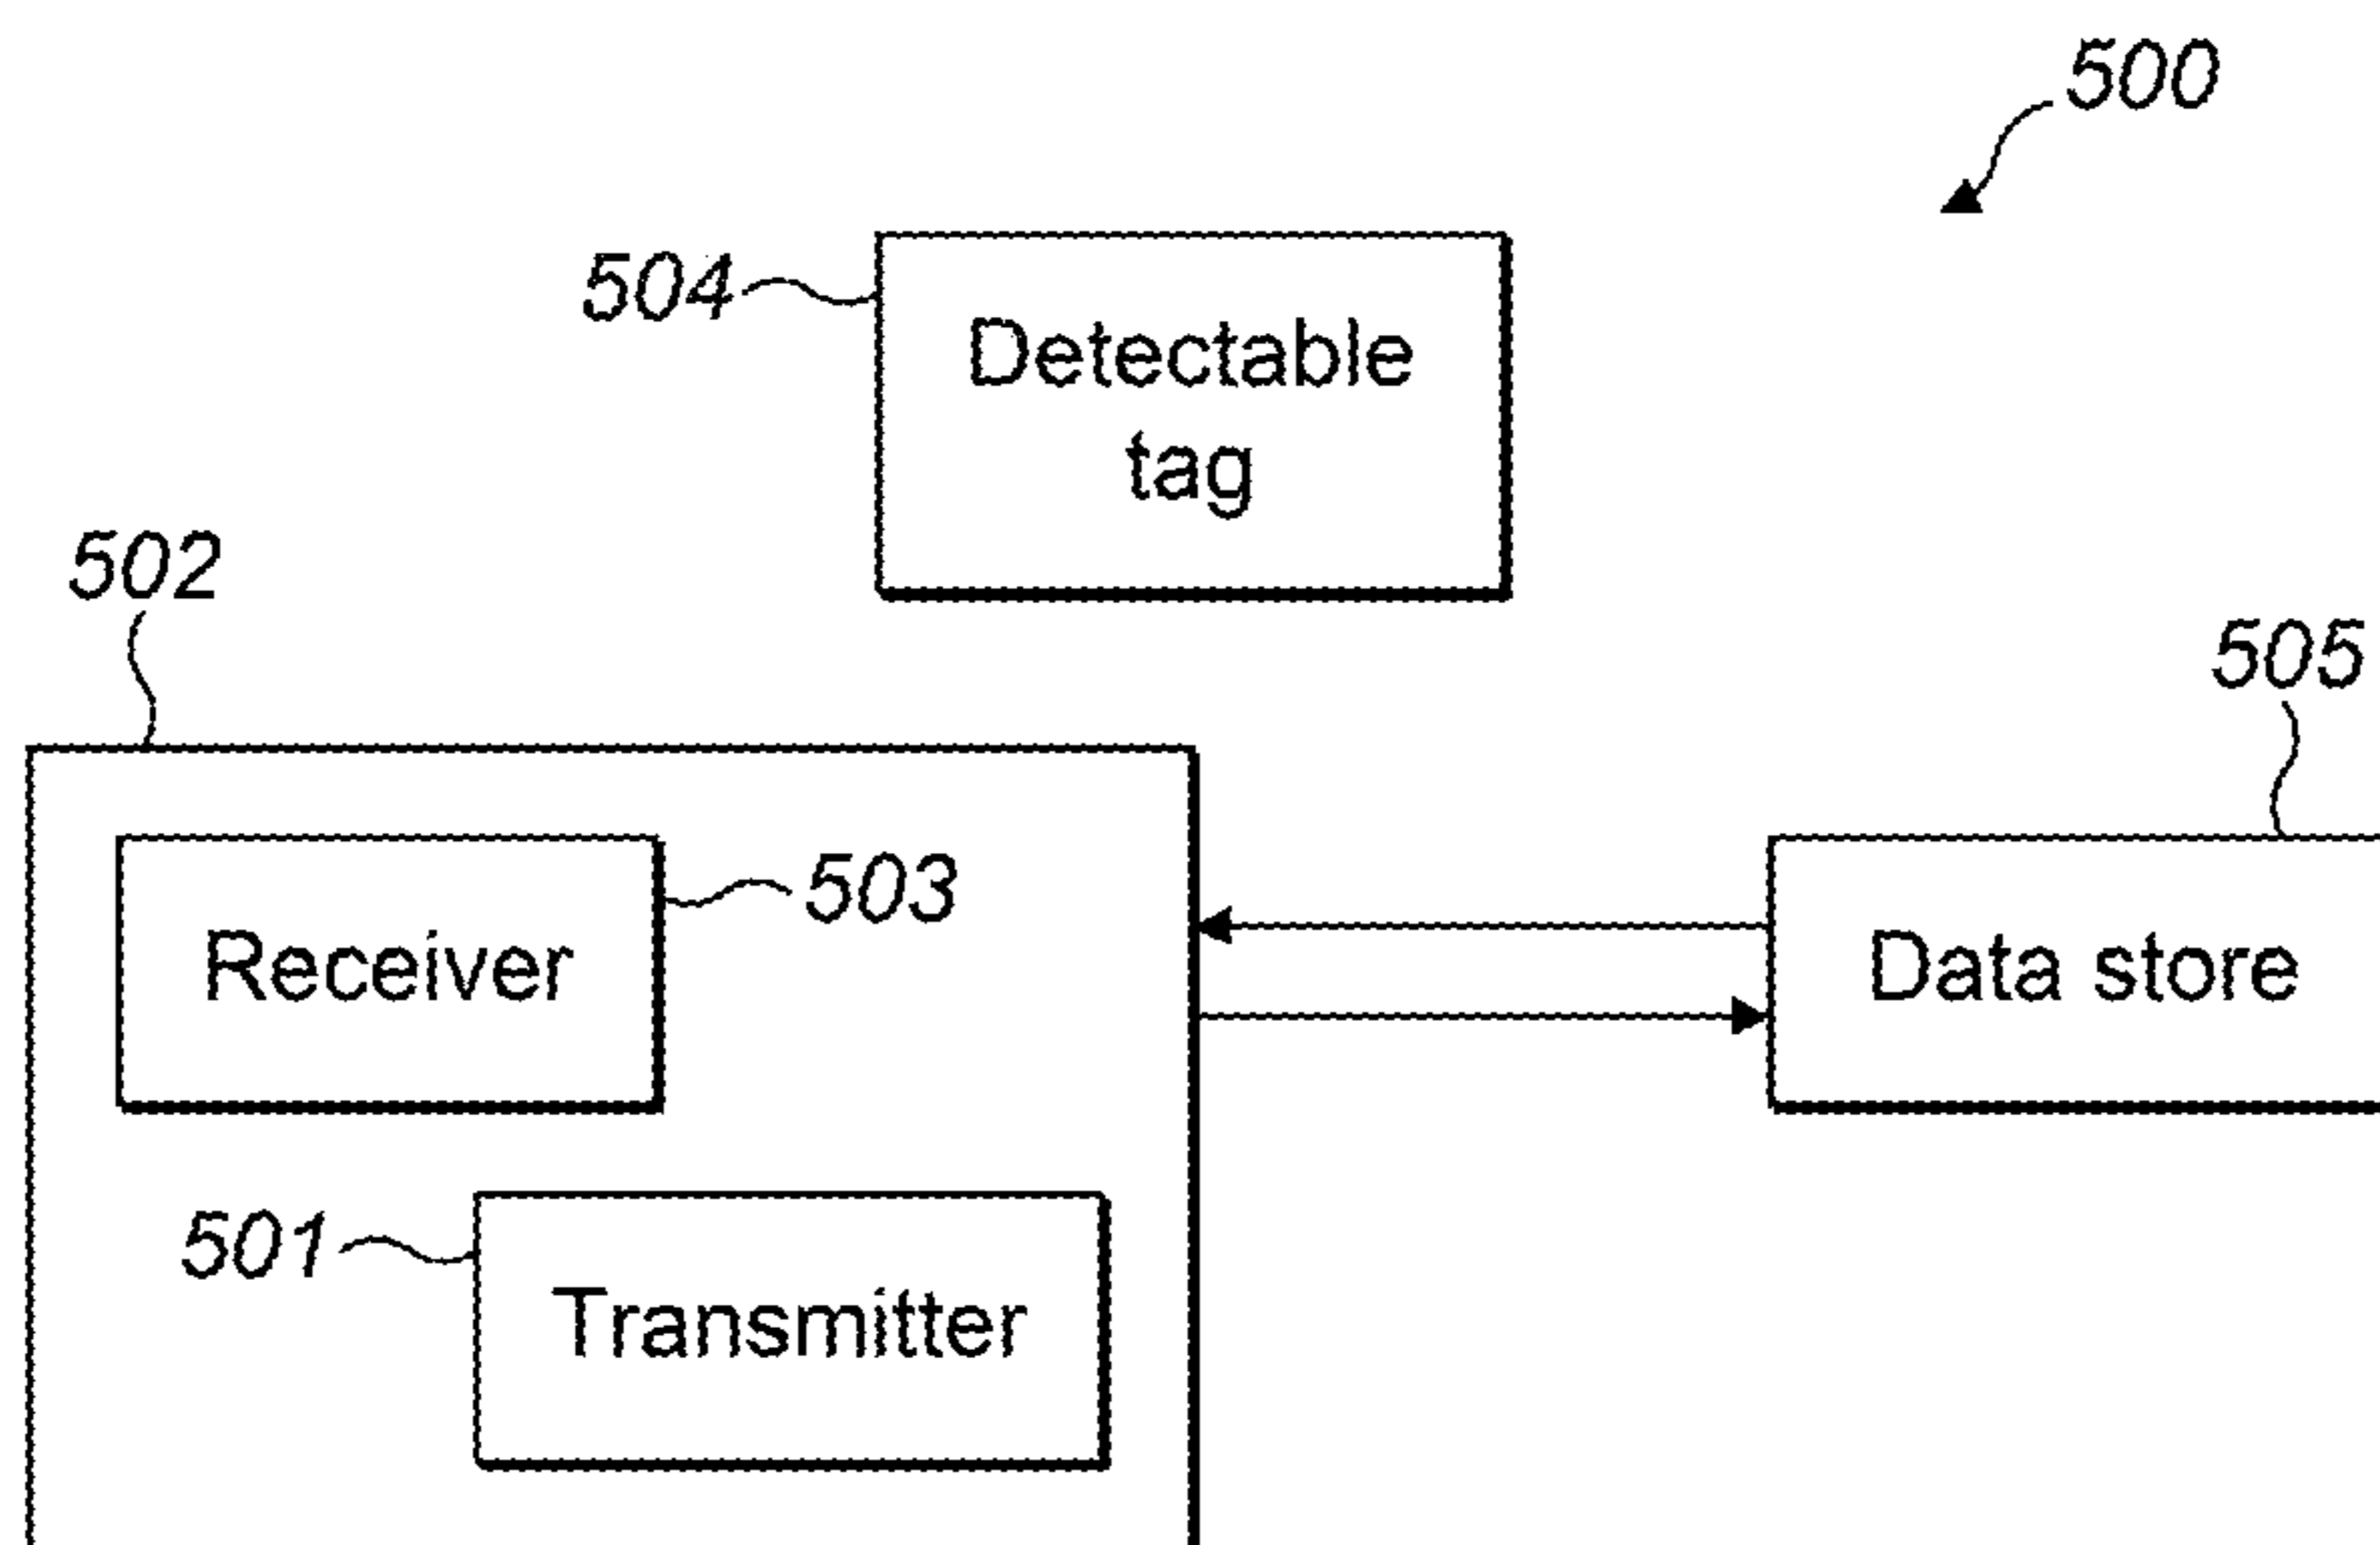 500
504
Detectable
tag
502
505
503
Receiver
Data store
501
Transmitter